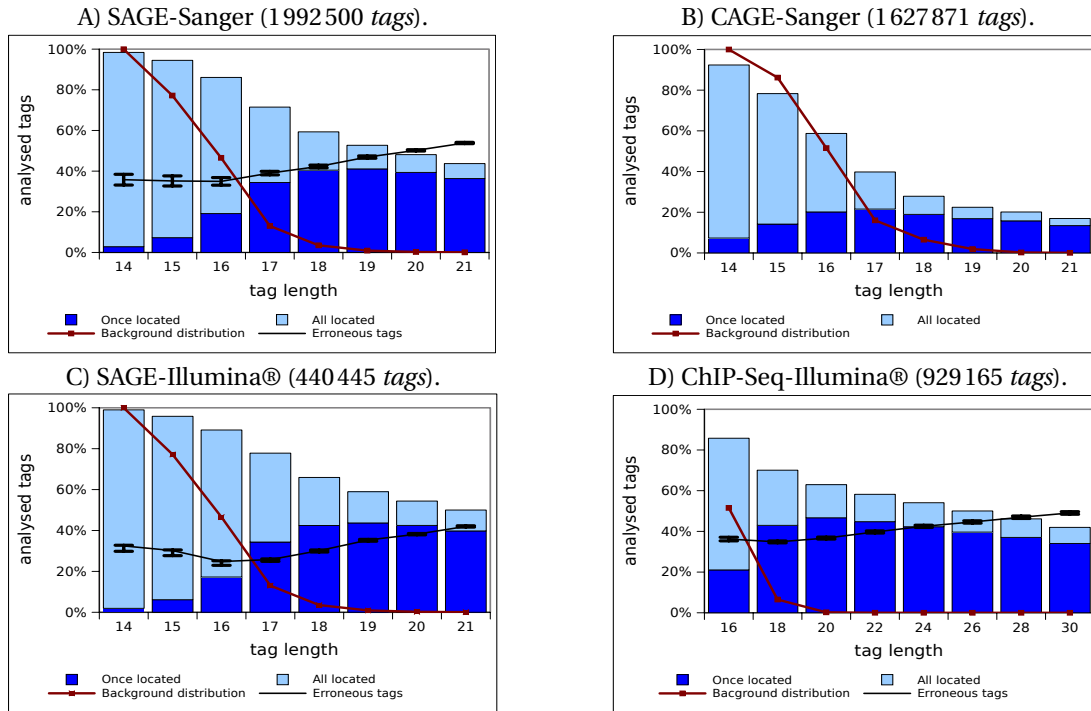 A) SAGE-Sanger (1 992 500 tags).
100%
80%
60%
40%
20%
0%
analysed tags
14 15 16 17 18 19 20 21
tag length
Once located All located
Background distribution Erroneous tags
B) CAGE-Sanger (1 627 871 tags).
100%
80%
60%
40%
20%
0%
analysed tags
14 15 16 17 18 19 20 21
tag length
Once located All located
Background distribution
C) SAGE-Illumina® (440 445 tags).
100%
80%
60%
40%
20%
0%
analysed tags
14 15 16 17 18 19 20 21
tag length
Once located All located
Background distribution Erroneous tags
D) ChIP-Seq-Illumina® (929 165 tags).
100%
80%
60%
40%
20%
0%
analysed tags
16 18 20 22 24 26 28 30
tag length
Once located All located
Bacground distribution Erroneous tags